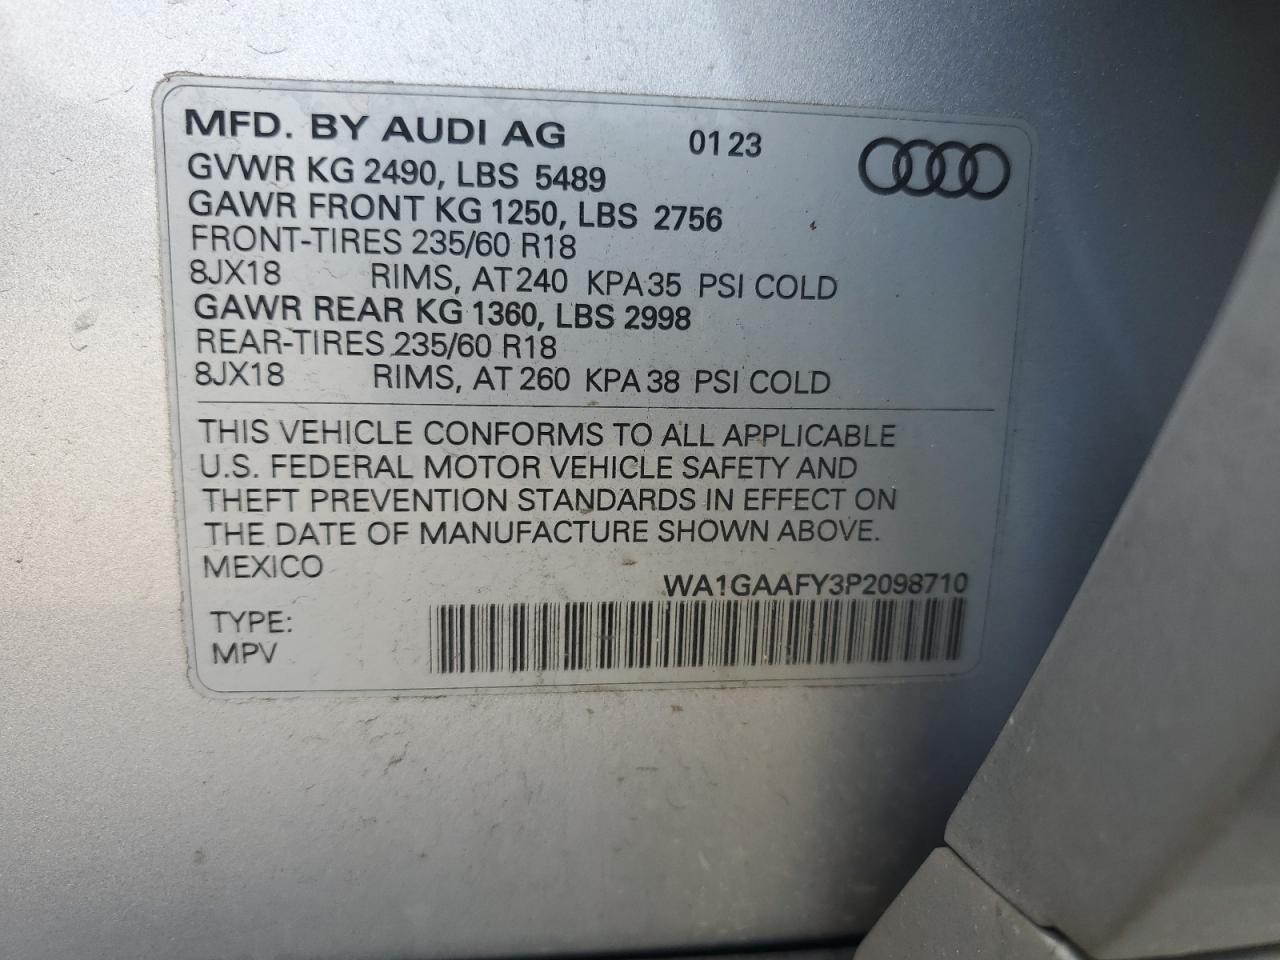 MFD. BY AUDI AG 01 23
GVWR KG 2490, LBS 5489
GAWR FRONT KG 1250, LBS 2756
FRONT-TIRES 235/60 R18
8JX18 RIMS, AT 240 KPA 35 PSI COLD
GAWR REAR KG 1360, LBS 2998
REAR-TIRES 235/60 R18
8JX18 RIMS, AT 260 KPA 38 PSI COLD
THIS VEHICLE CONFORMS TO ALL APPLICABLE
U.S. FEDERAL MOTOR VEHICLE SAFETY AND
THEFT PREVENTION STANDARDS IN EFFECT ON
THE DATE OF MANUFACTURE SHOWN ABOVE.
MEXICO
WA1GAAFY3P2098710
TYPE:
MPV